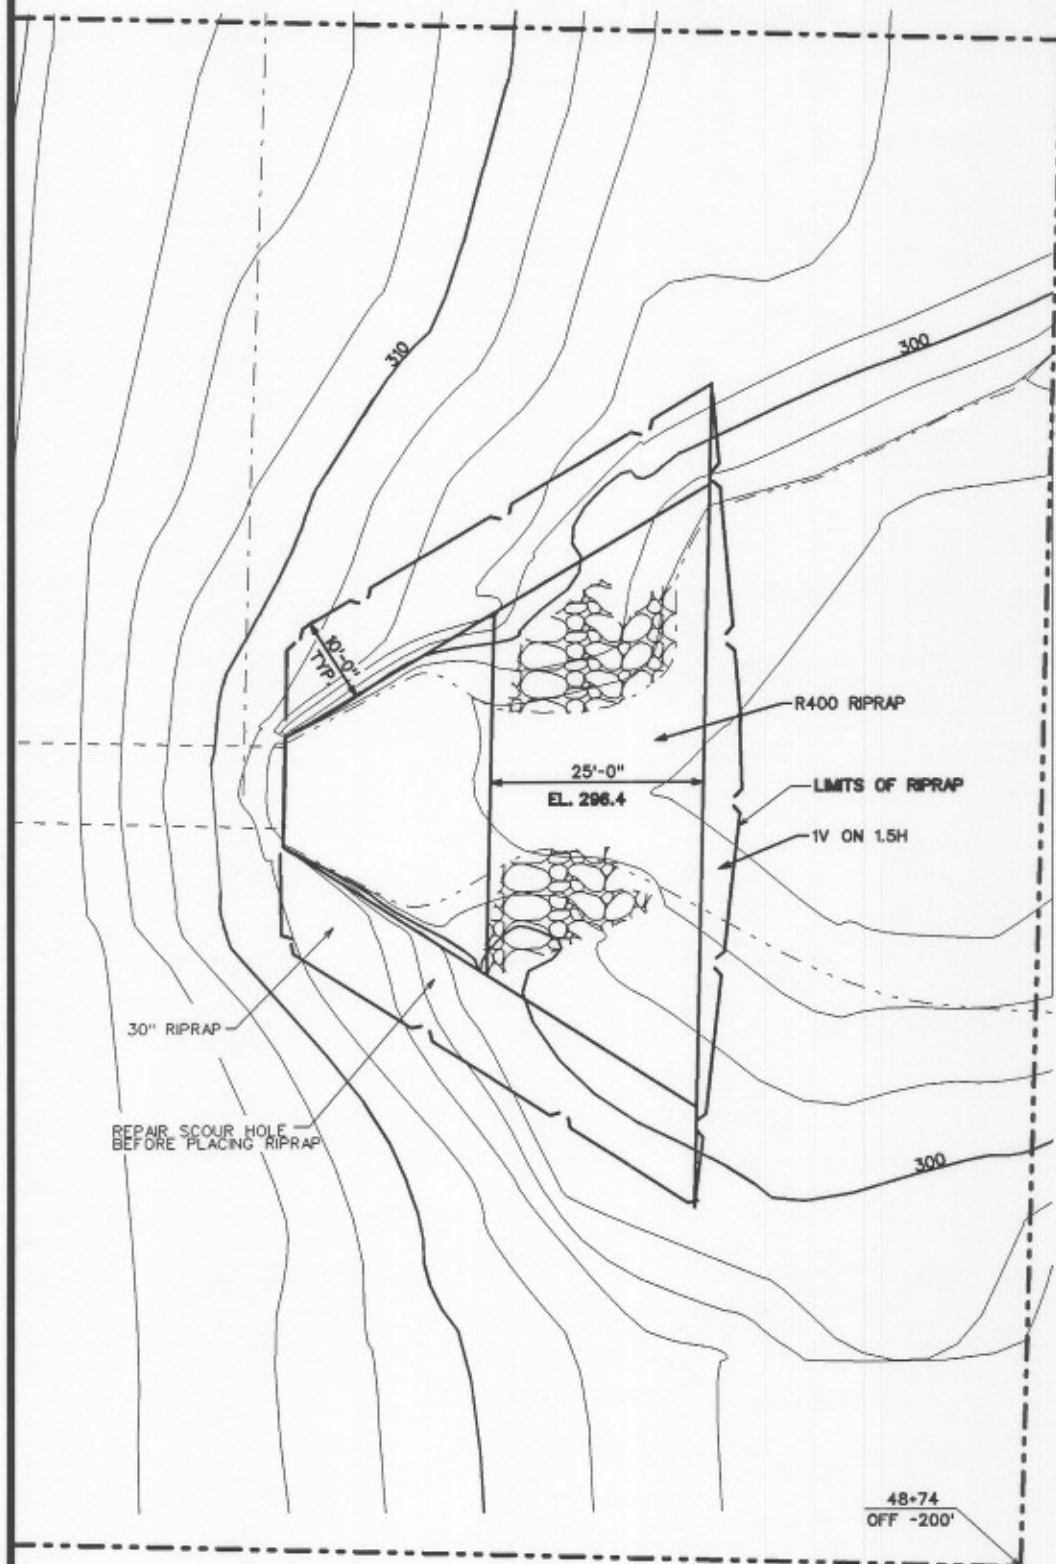 310
300
10'-0"
TYP
R400 RIPRAP
25'-0"
EL. 296.4
LIMITS OF RIPRAP
1V ON 1.5H
30" RIPRAP
REPAIR SCOUR HOLE
BEFORE PLACING RIPRAP
300
48+74
OFF -200'